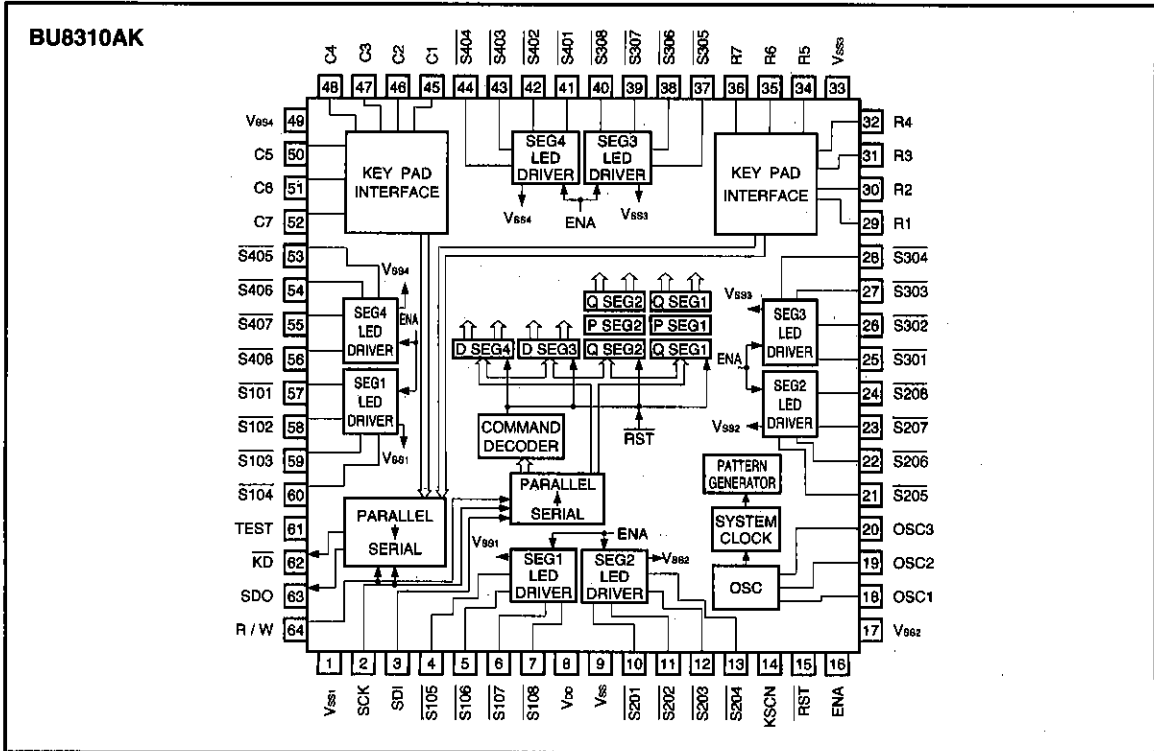 BU8310AK
C4
C3
C2
C1
S404
S403
S402
S401
S308
S307
S306
S305
R7
R6
R5
VSS3
48
47
46
45
44
43
42
41
40
39
38
37
36
35
34
33
VSS4 49
C5 50
C6 51
C7 52
S405 53
S406 54
S407 55
S408 56
S101 57
S102 58
S103 59
S104 60
TEST 61
KD 62
SDO 63
R / W 64
KEY PAD
INTERFACE
SEG4
LED
DRIVER
SEG3
LED
DRIVER
VSS4
ENA
VSS3
KEY PAD
INTERFACE
32 R4
31 R3
30 R2
29 R1
28 S304
27 S303
26 S302
25 S301
24 S208
23 S207
22 S206
21 S205
20 OSC3
19 OSC2
18 OSC1
17 VSS2
VSS4
SEG4
LED
DRIVER
ENA
SEG1
LED
DRIVER
VSS1
Q SEG2 Q SEG1
P SEG2 P SEG1
D SEG4 D SEG3 Q SEG2 Q SEG1
VSS3
SEG3
LED
DRIVER
ENA
SEG2
LED
DRIVER
VSS2
COMMAND
DECODER
RST
PARALLEL
SERIAL
PATTERN
GENERATOR
SYSTEM
CLOCK
OSC
PARALLEL
SERIAL
ENA
VSS1
SEG1
LED
DRIVER
SEG2
LED
DRIVER
VSS2
1
2
3
4
5
6
7
8
9
10
11
12
13
14
15
16
VSS1
SCK
SDI
S105
S106
S107
S108
VDD
VSS
S201
S202
S203
S204
KSCN
RST
ENA